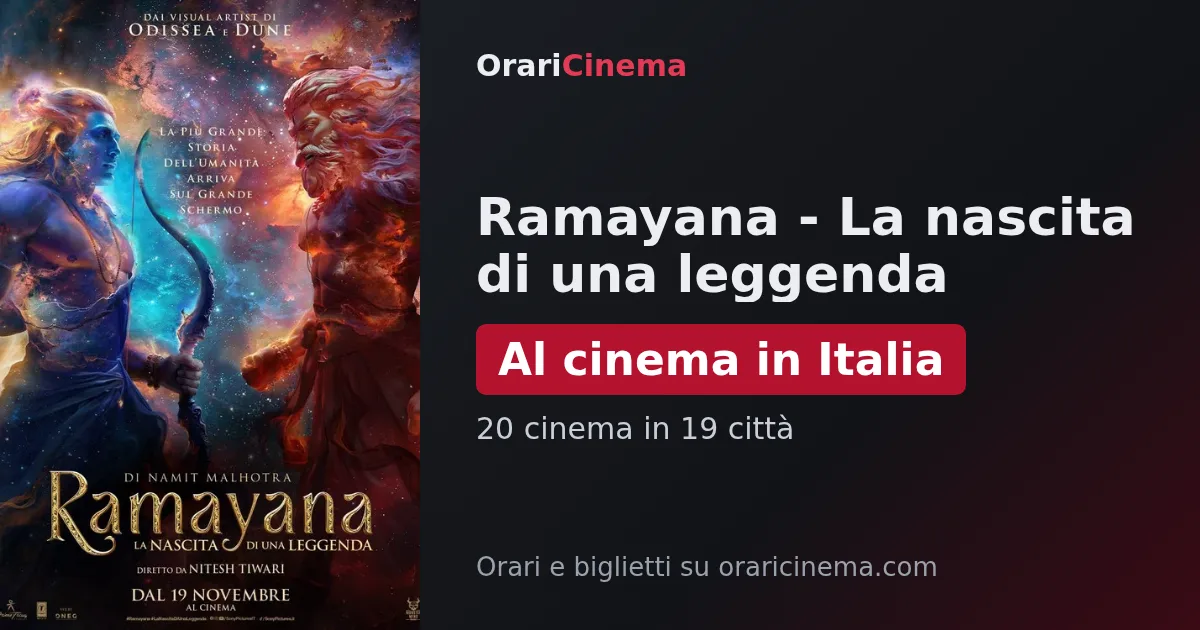 DAI VISUAL ARTIST DI
ODISSEA E DUNE
LA PIÙ GRANDE
STORIA
DELL'UMANITÀ
ARRIVA
SUL GRANDE
SCHERMO
DI NAMIT MALHOTRA
Ramayana
LA NASCITA DI UNA LEGGENDA
DIRETTO DA NITESH TIWARI
DAL 19 NOVEMBRE
AL CINEMA
OrariCinema
Ramayana - La nascita
di una leggenda
Al cinema in Italia
20 cinema in 19 città
Orari e biglietti su oraricinema.com